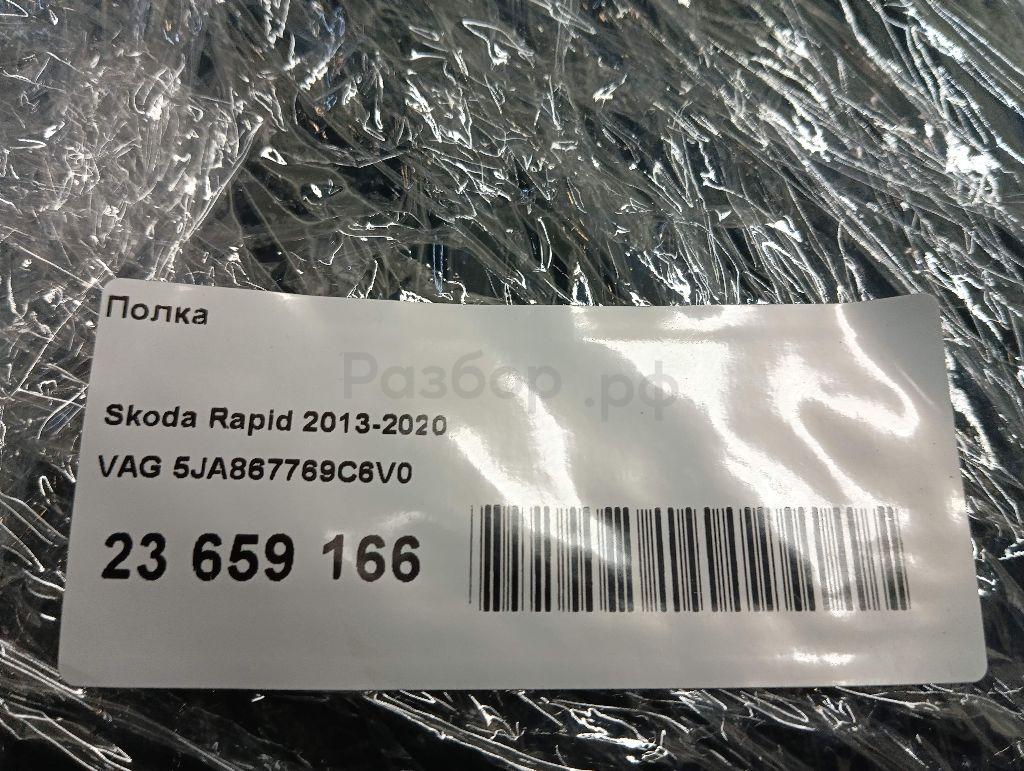 Полка
Разбор.рф
Skoda Rapid 2013-2020
VAG 5JA867769C6V0
23 659 166